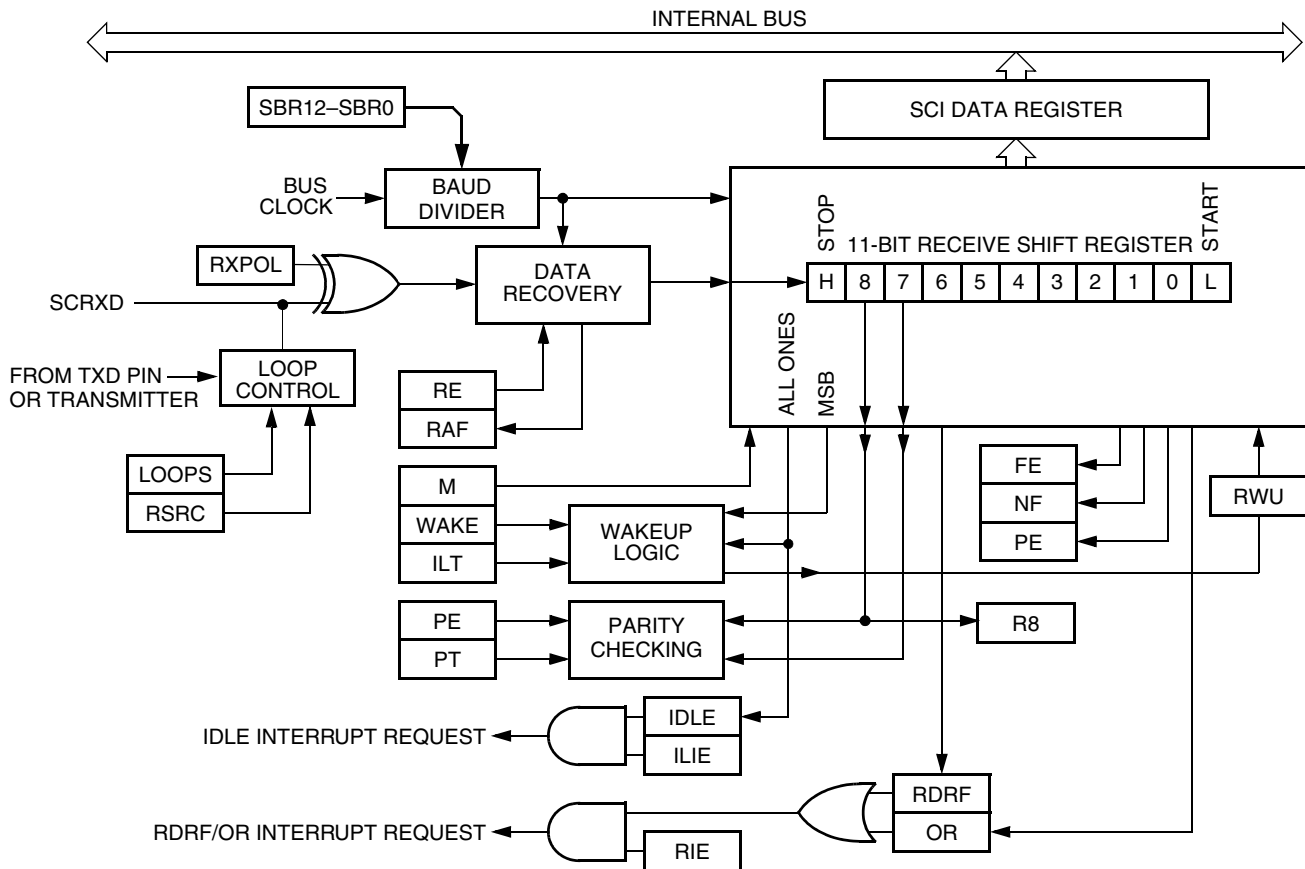 INTERNAL BUS
SBR12–SBR0
SCI DATA REGISTER
BUS
CLOCK
BAUD
DIVIDER
STOP
11-BIT RECEIVE SHIFT REGISTER
START
RXPOL
DATA
RECOVERY
H 8 7 6 5 4 3 2 1 0 L
SCRXD
ALL ONES
MSB
FROM TXD PIN
OR TRANSMITTER
LOOP
CONTROL
RE
RAF
LOOPS
RSRC
M
WAKE
ILT
WAKEUP
LOGIC
FE
NF
PE
RWU
PE
PT
PARITY
CHECKING
R8
IDLE INTERRUPT REQUEST
IDLE
ILIE
RDRF/OR INTERRUPT REQUEST
RDRF
OR
RIE